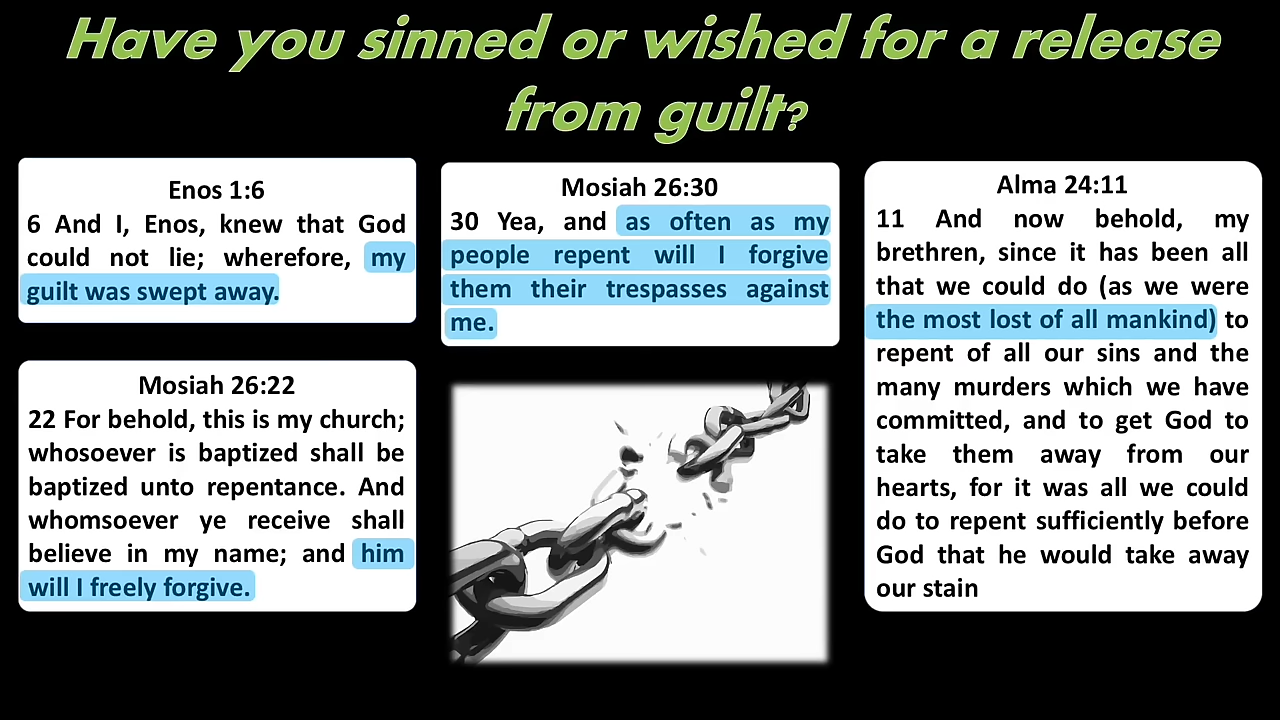 Have you sinned or wished for a release
from guilt?
Enos 1:6
6 And I, Enos, knew that God
could not lie; wherefore, my
guilt was swept away.
Mosiah 26:22
22 For behold, this is my church;
whosoever is baptized shall be
baptized unto repentance. And
whomsoever ye receive shall
believe in my name; and him
will I freely forgive.
Mosiah 26:30
30 Yea, and as often as my
people repent will I forgive
them their trespasses against
me.
Alma 24:11
11 And now behold, my
brethren, since it has been all
that we could do (as we were
the most lost of all mankind) to
repent of all our sins and the
many murders which we have
committed, and to get God to
take them away from our
hearts, for it was all we could
do to repent sufficiently before
God that he would take away
our stain